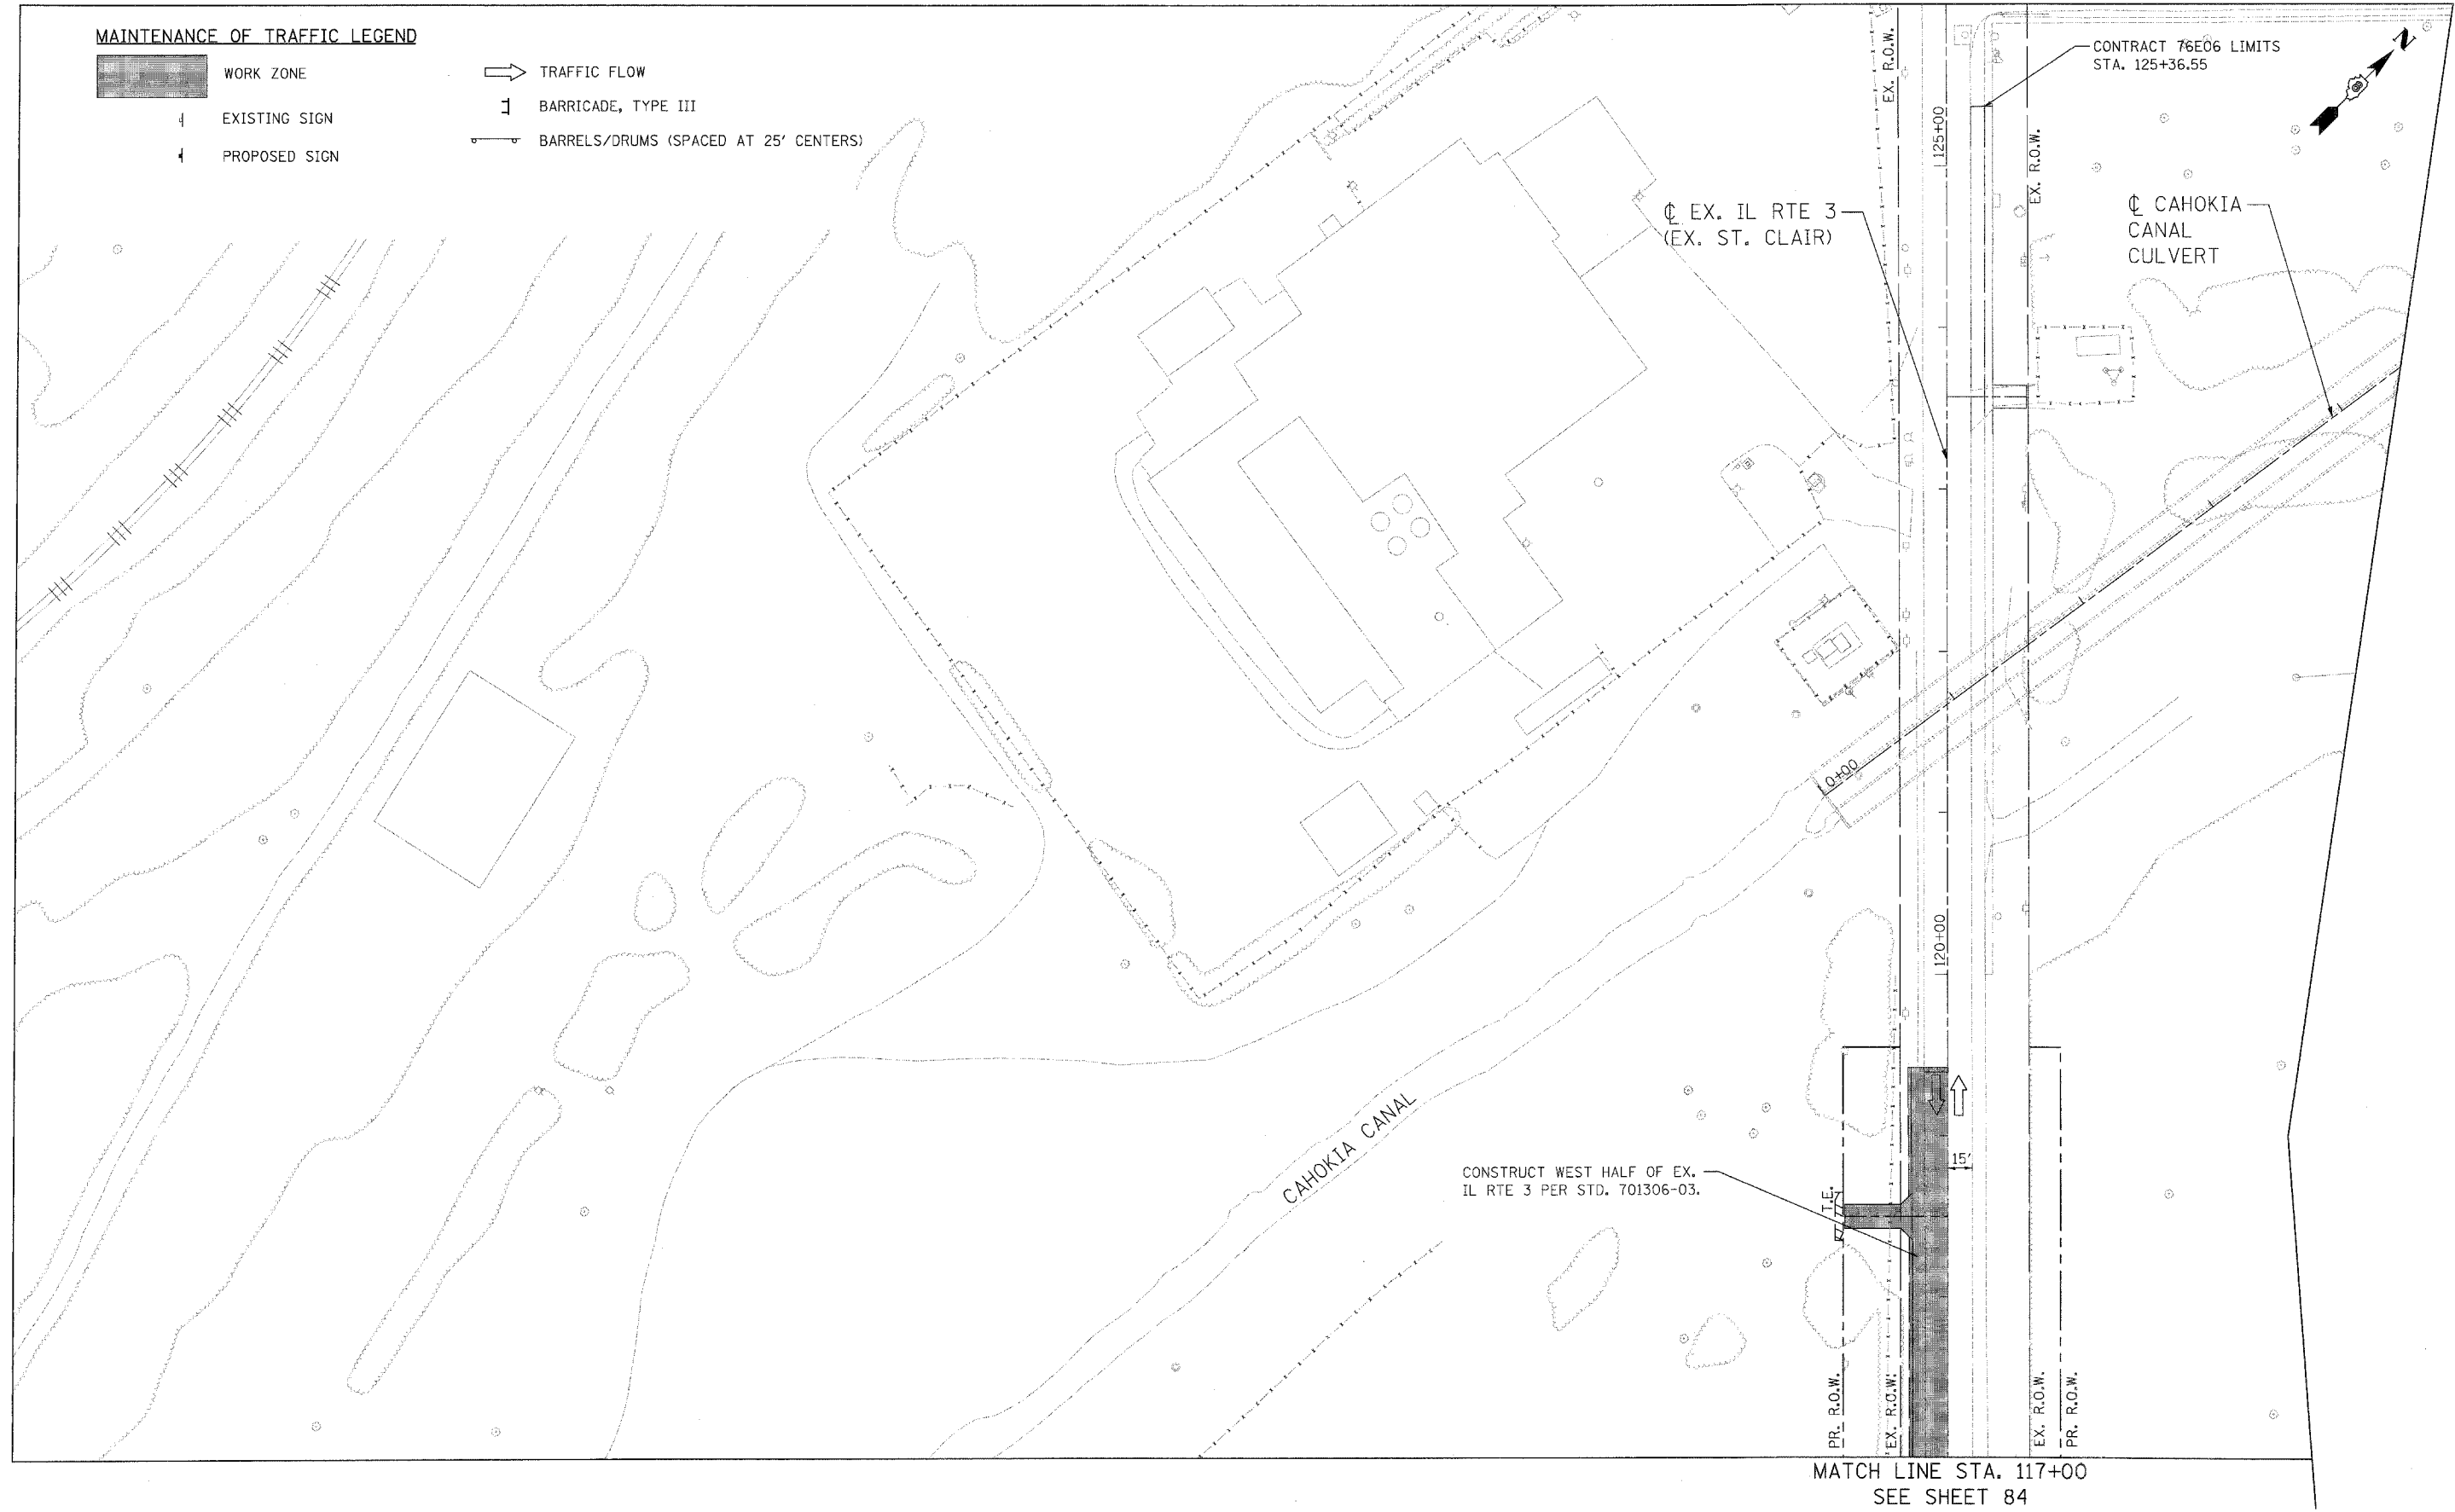 MAINTENANCE OF TRAFFIC LEGEND
WORK ZONE
EXISTING SIGN
PROPOSED SIGN
TRAFFIC FLOW
BARRICADE, TYPE III
BARRELS/DRUMS (SPACED AT 25' CENTERS)
EX. R.O.W.
125+00
CONTRACT 76E06 LIMITS
STA. 125+36.55
N
EX. R.O.W.
℄ EX. IL RTE 3
(EX. ST. CLAIR)
℄ CAHOKIA
CANAL
CULVERT
0+00
120+00
CAHOKIA CANAL
15'
CONSTRUCT WEST HALF OF EX.
IL RTE 3 PER STD. 701306-03.
T.E.
PR. R.O.W.
EX. R.O.W.
EX. R.O.W.
PR. R.O.W.
MATCH LINE STA. 117+00
SEE SHEET 84